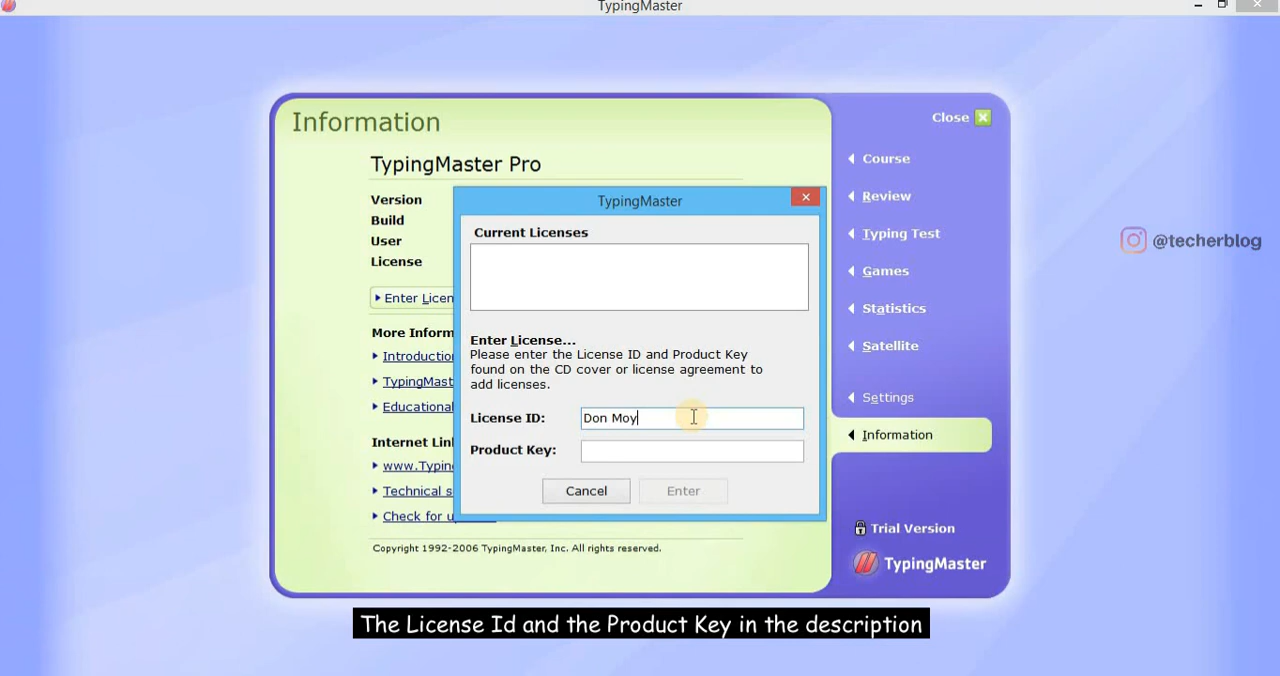 TypingMaster
Information
Close
TypingMaster Pro
Course
Version
Review
Build
TypingMaster
User
Current Licenses
Typing Test
@techerblog
License
Games
Enter Licen
Statistics
More Inform
Enter License...
Introduction
Please enter the License ID and Product Key
found on the CD cover or license agreement to
add licenses.
Satellite
TypingMast
Educational
License ID: Don Moy
Settings
Internet Lin
Product Key:
Information
www.Typin
Technical s
Cancel Enter
Check for u
Trial Version
Copyright 1992-2006 TypingMaster, Inc. All rights reserved.
TypingMaster
The License Id and the Product Key in the description